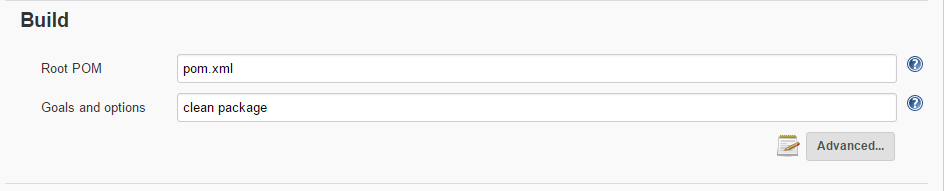 Build
Root POM pom.xml
Goals and options clean package
Advanced...